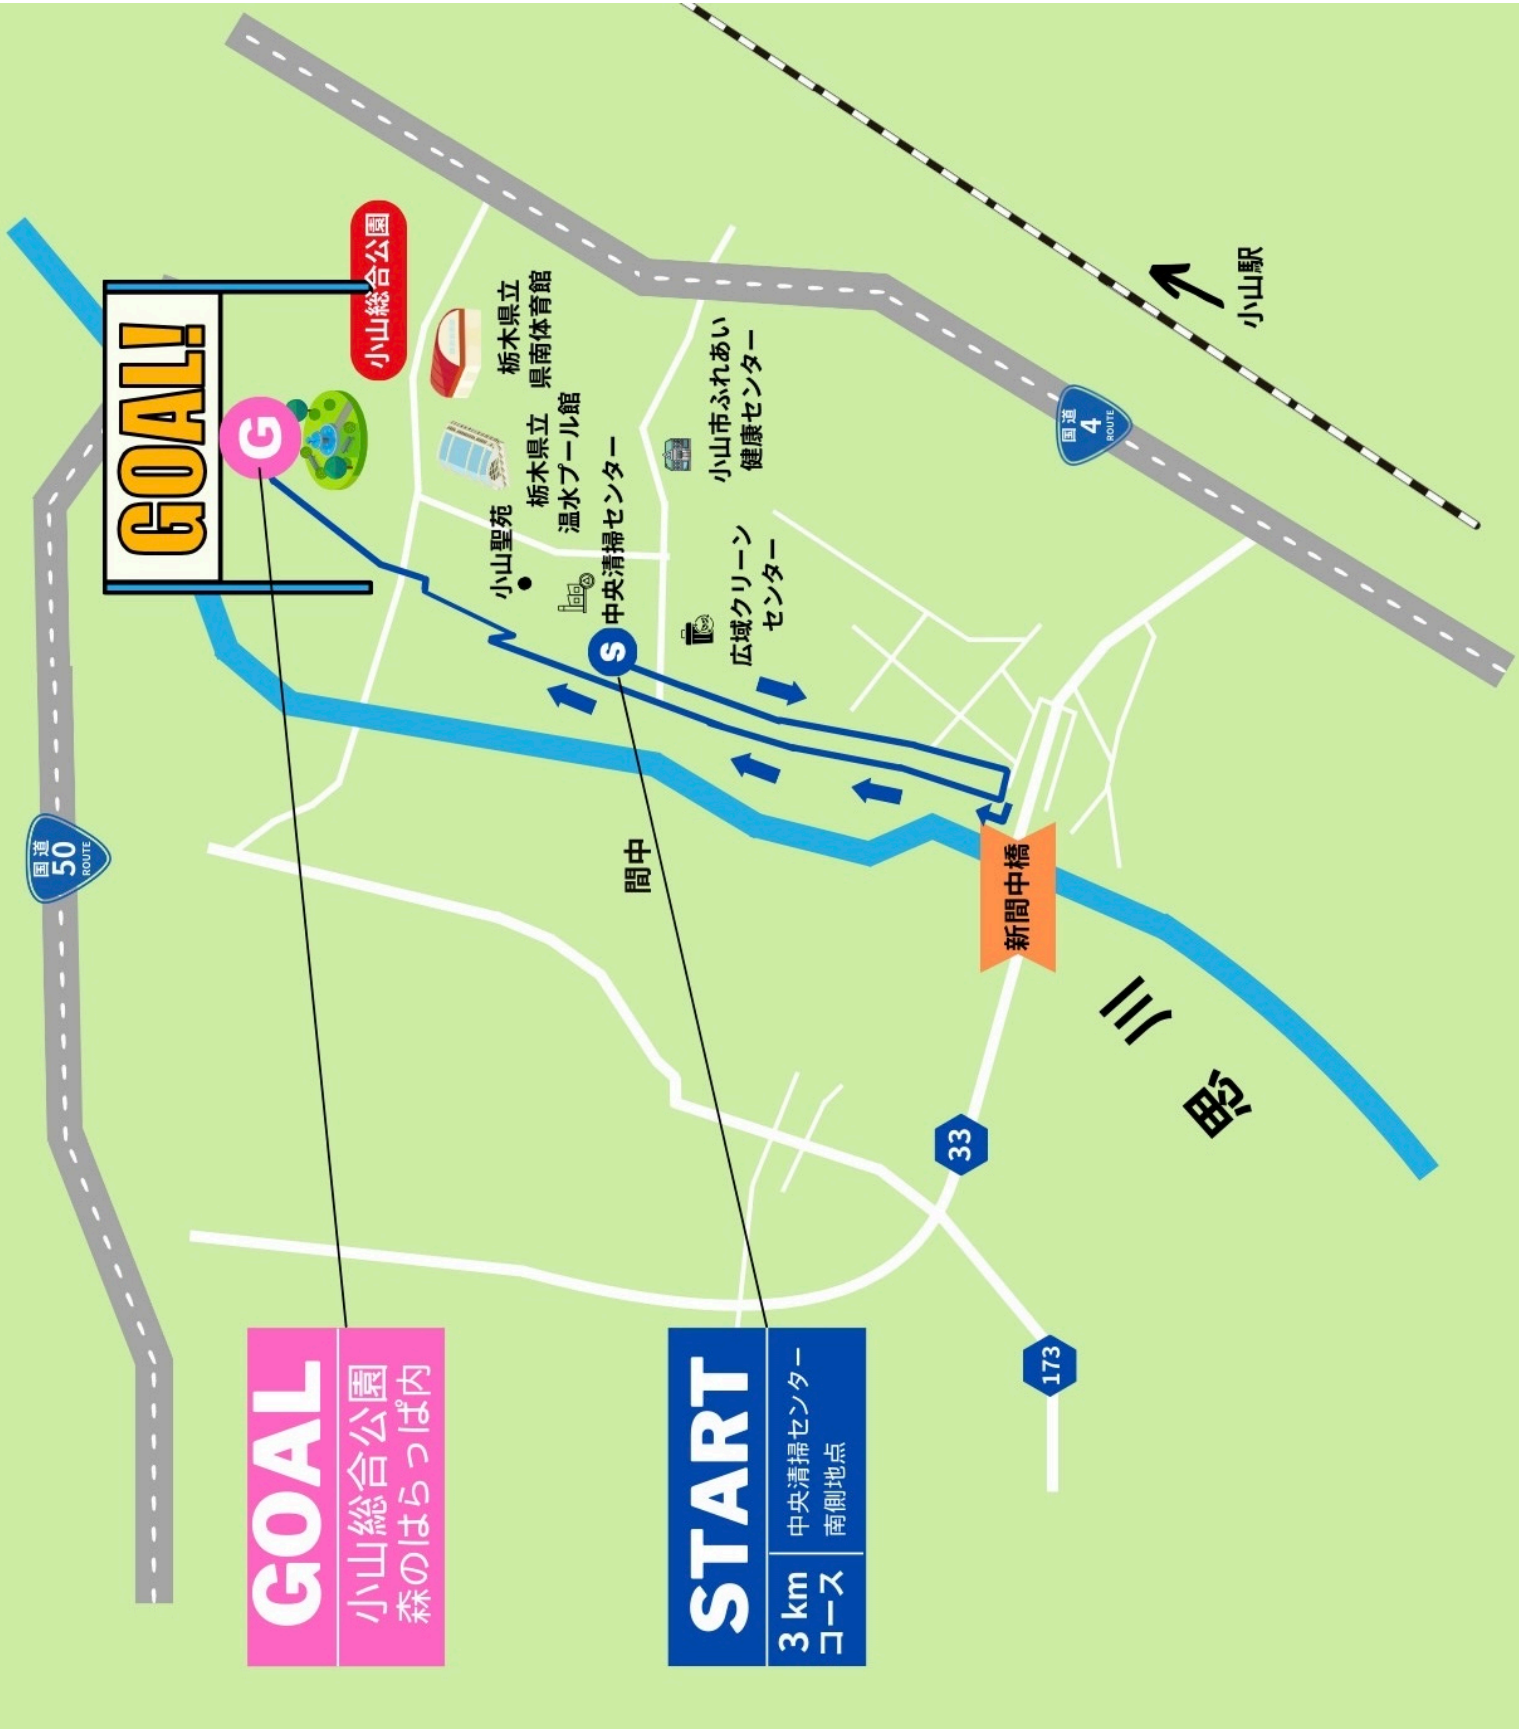 GOAL!
G
小山総合公園
栃木県立
県南体育館
栃木県立
温水プール館
小山聖苑
中央清掃センター
S
小山市ふれあい
健康センター
広域クリーン
センター
国道
4
ROUTE
小山駅
国道
50
ROUTE
間中
新間中橋
思川
33
173
GOAL
小山総合公園
森のはらっぱ内
START
3 km
コース
中央清掃センター
南側地点